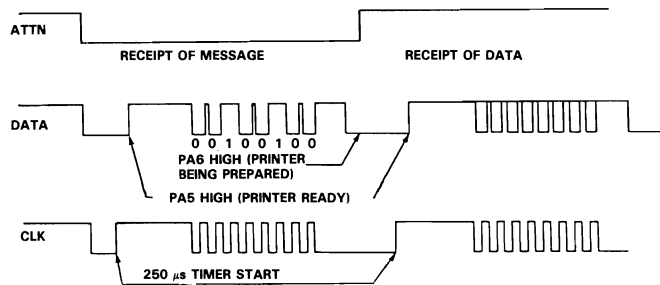 ATTN
RECEIPT OF MESSAGE
RECEIPT OF DATA
DATA
0 0 1 0 0 1 0 0
PA6 HIGH (PRINTER
BEING PREPARED)
PA5 HIGH (PRINTER READY)
CLK
250 μs TIMER START